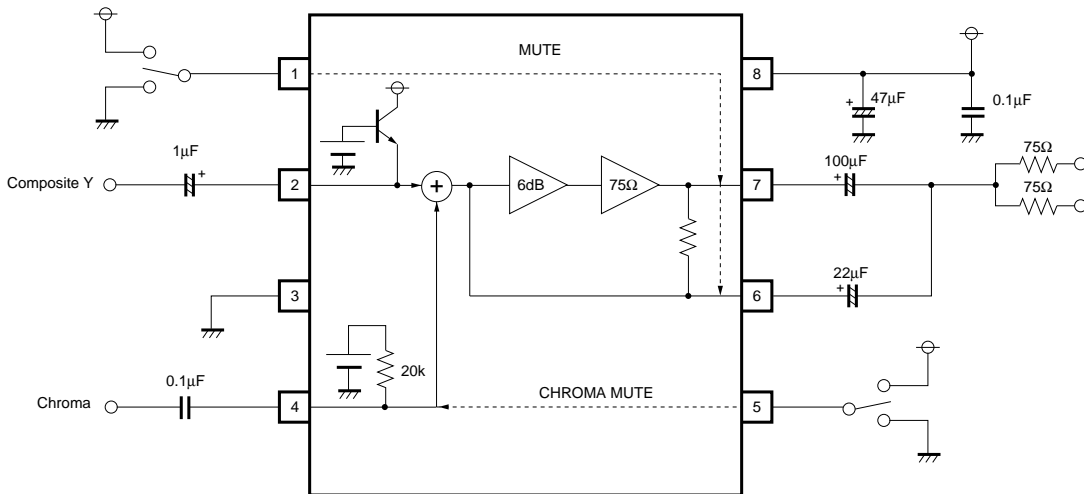 MUTE
1
8
47μF
+
0.1μF
1μF
+
Composite Y
2
+
6dB
75Ω
7
100μF
+
75Ω
75Ω
3
6
22μF
+
20k
0.1μF
Chroma
4
CHROMA MUTE
5